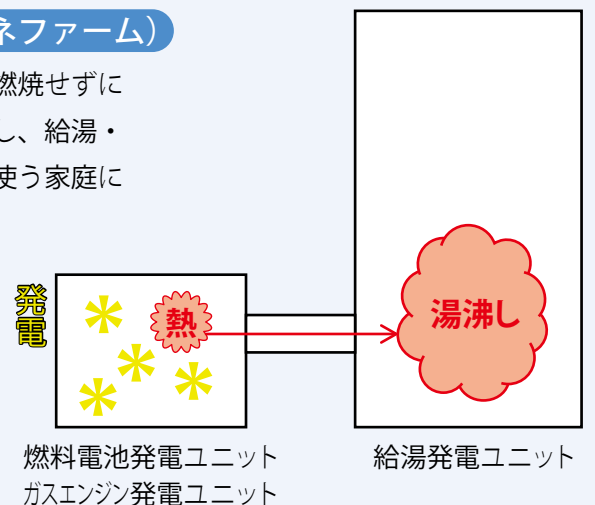 ネファーム）
燃焼せずに
し、給湯・
使う家庭に
発電
熱
湯沸し
燃料電池発電ユニット
ガスエンジン発電ユニット
給湯発電ユニット